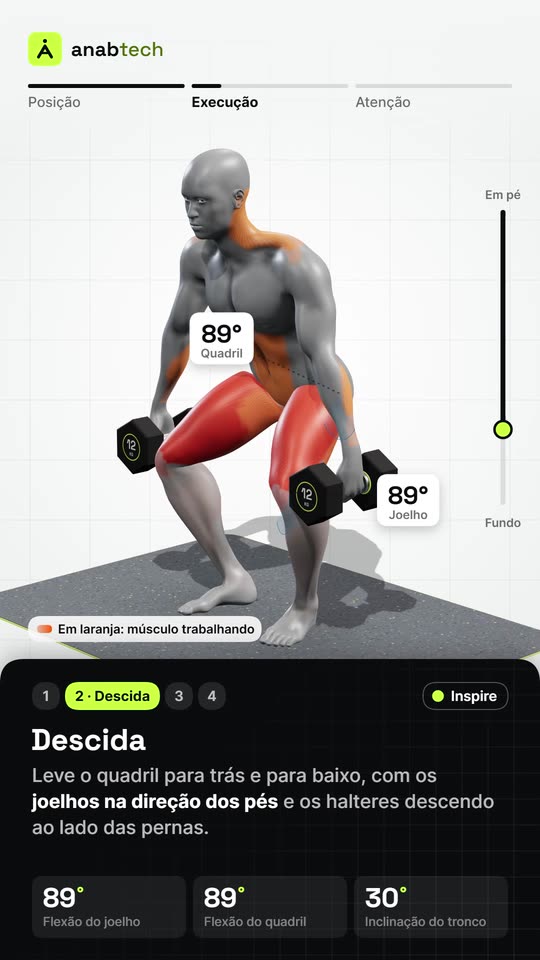 anabtech
Posição
Execução
Atenção
Em pé
89°
Quadril
12
KG
12
KG
89°
Joelho
Fundo
Em laranja: músculo trabalhando
1
2 · Descida
3
4
Inspire
Descida
Leve o quadril para trás e para baixo, com os
joelhos na direção dos pés e os halteres descendo
ao lado das pernas.
89°
Flexão do joelho
89°
Flexão do quadril
30°
Inclinação do tronco